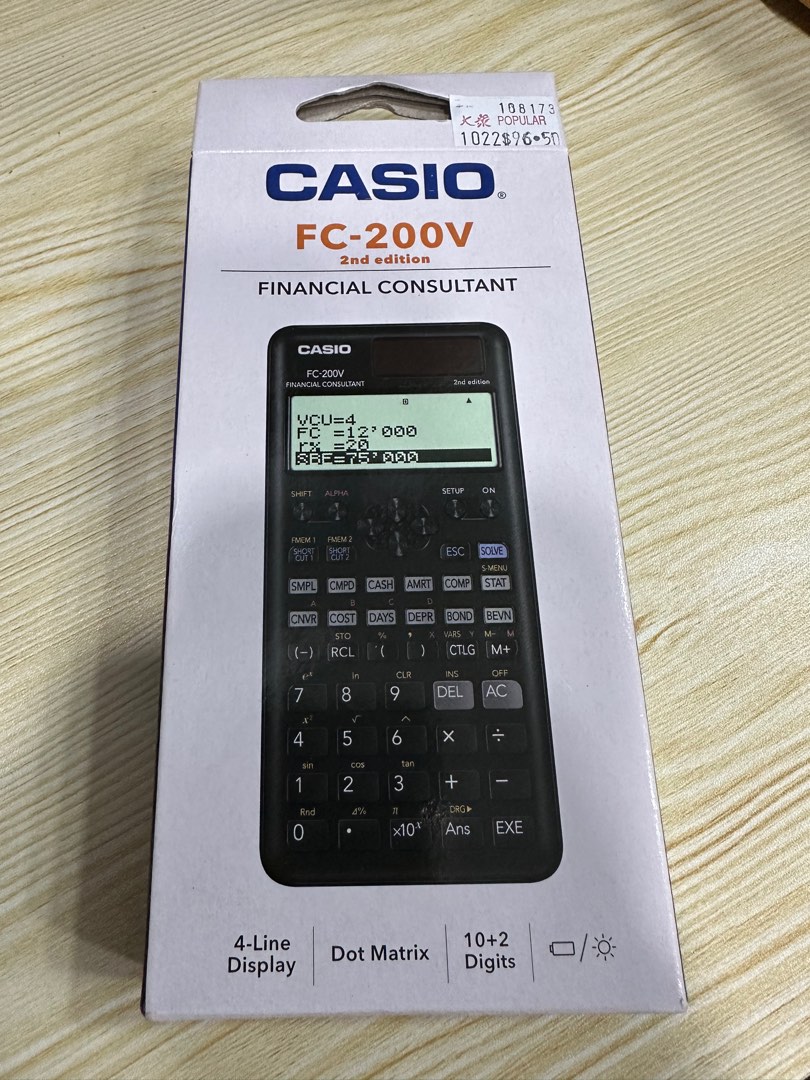 108173
大衆 POPULAR
1022$96•50
CASIO®
FC-200V
2nd edition
FINANCIAL CONSULTANT
CASIO
FC-200V
FINANCIAL CONSULTANT 2nd edition
VCU=4
FC =12'000
rx =20
SBE=75'000
SHIFT ALPHA SETUP ON
FMEM 1 FMEM 2
SHORT CUT 1 SHORT CUT 2 ESC SOLVE
S-MENU
SMPL CMPD CASH AMRT COMP STAT
A B C D
CNVR COST DAYS DEPR BOND BEVN
STO % , X VARS Y M– M
(–) RCL ( ) CTLG M+
eˣ ln CLR INS OFF
7 8 9 DEL AC
x² √ ^
4 5 6 × ÷
sin cos tan
1 2 3 + −
Rnd Δ% π e DRG▶
0 • ×10ˣ Ans EXE
4-Line
Display
Dot Matrix
10+2
Digits